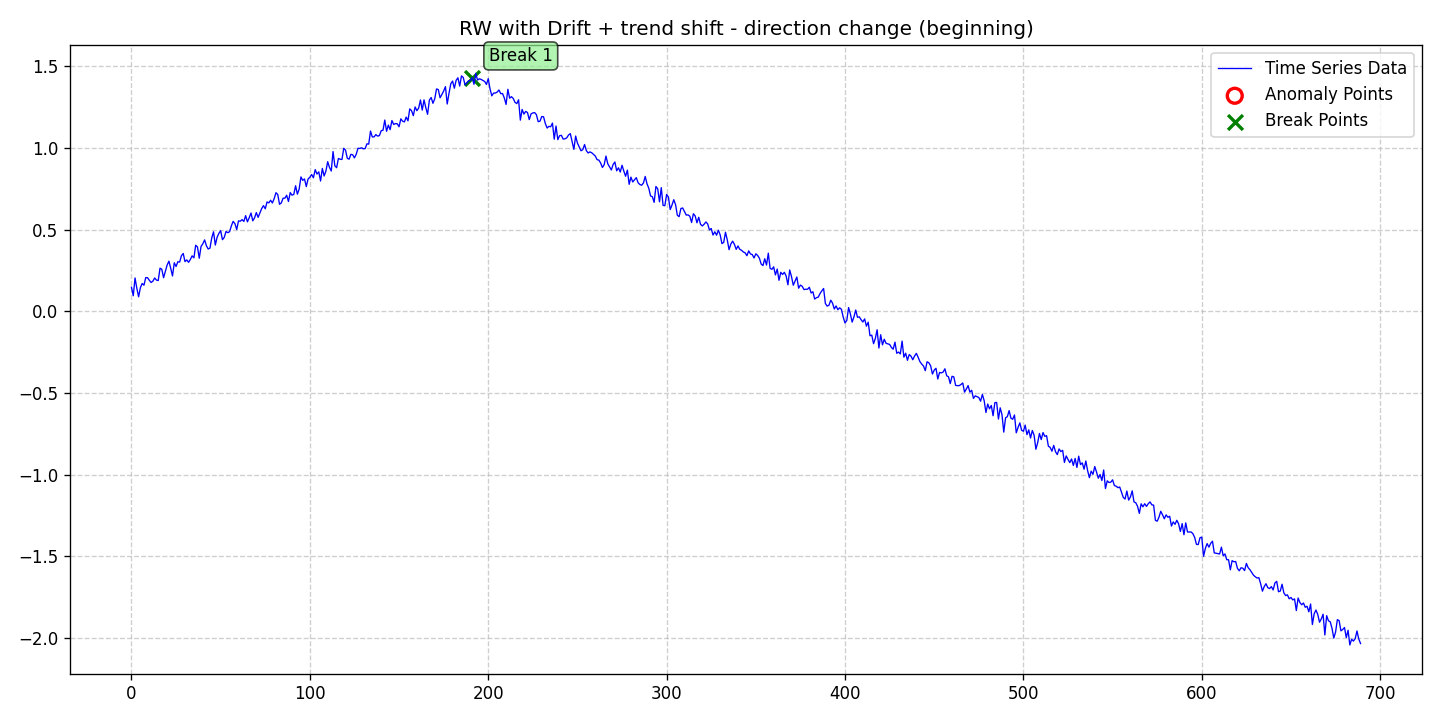 RW with Drift + trend shift - direction change (beginning)
Break 1
Time Series Data
Anomaly Points
Break Points
1.5
1.0
0.5
0.0
−0.5
−1.0
−1.5
−2.0
0 100 200 300 400 500 600 700